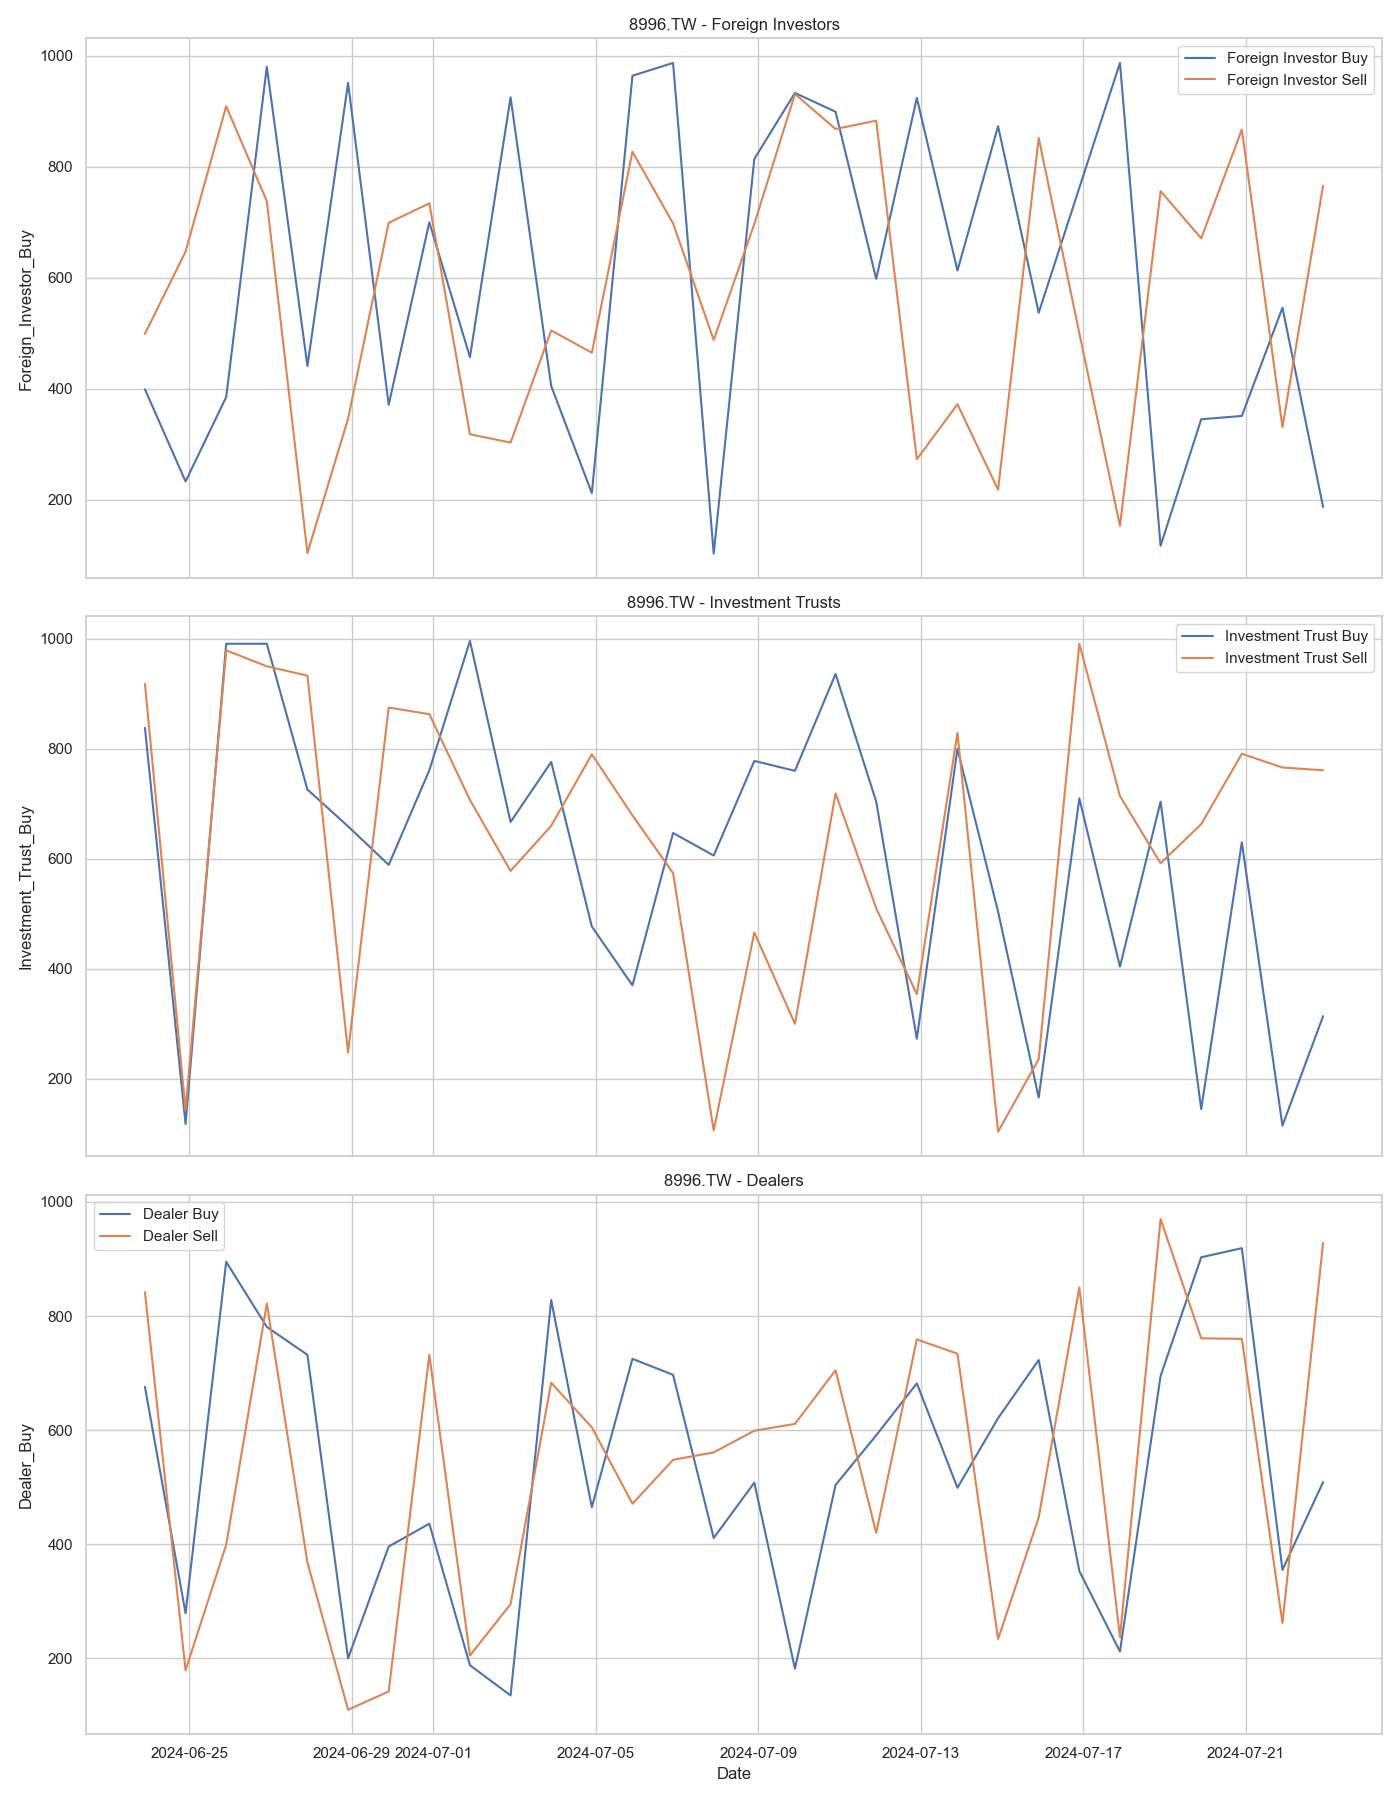 8996.TW - Foreign Investors
Foreign_Investor_Buy
1000
800
600
400
200
Foreign Investor Buy
Foreign Investor Sell
8996.TW - Investment Trusts
Investment_Trust_Buy
1000
800
600
400
200
Investment Trust Buy
Investment Trust Sell
8996.TW - Dealers
Dealer_Buy
1000
800
600
400
200
Dealer Buy
Dealer Sell
2024-06-25 2024-06-29 2024-07-01 2024-07-05 2024-07-09 2024-07-13 2024-07-17 2024-07-21
Date